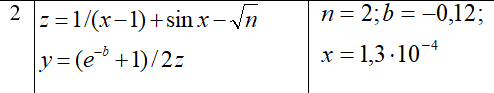 2 z = 1/(x−1) + sin x − √n n = 2; b = −0,12;
y = (e⁻ᵇ + 1) / 2z x = 1,3·10⁻⁴